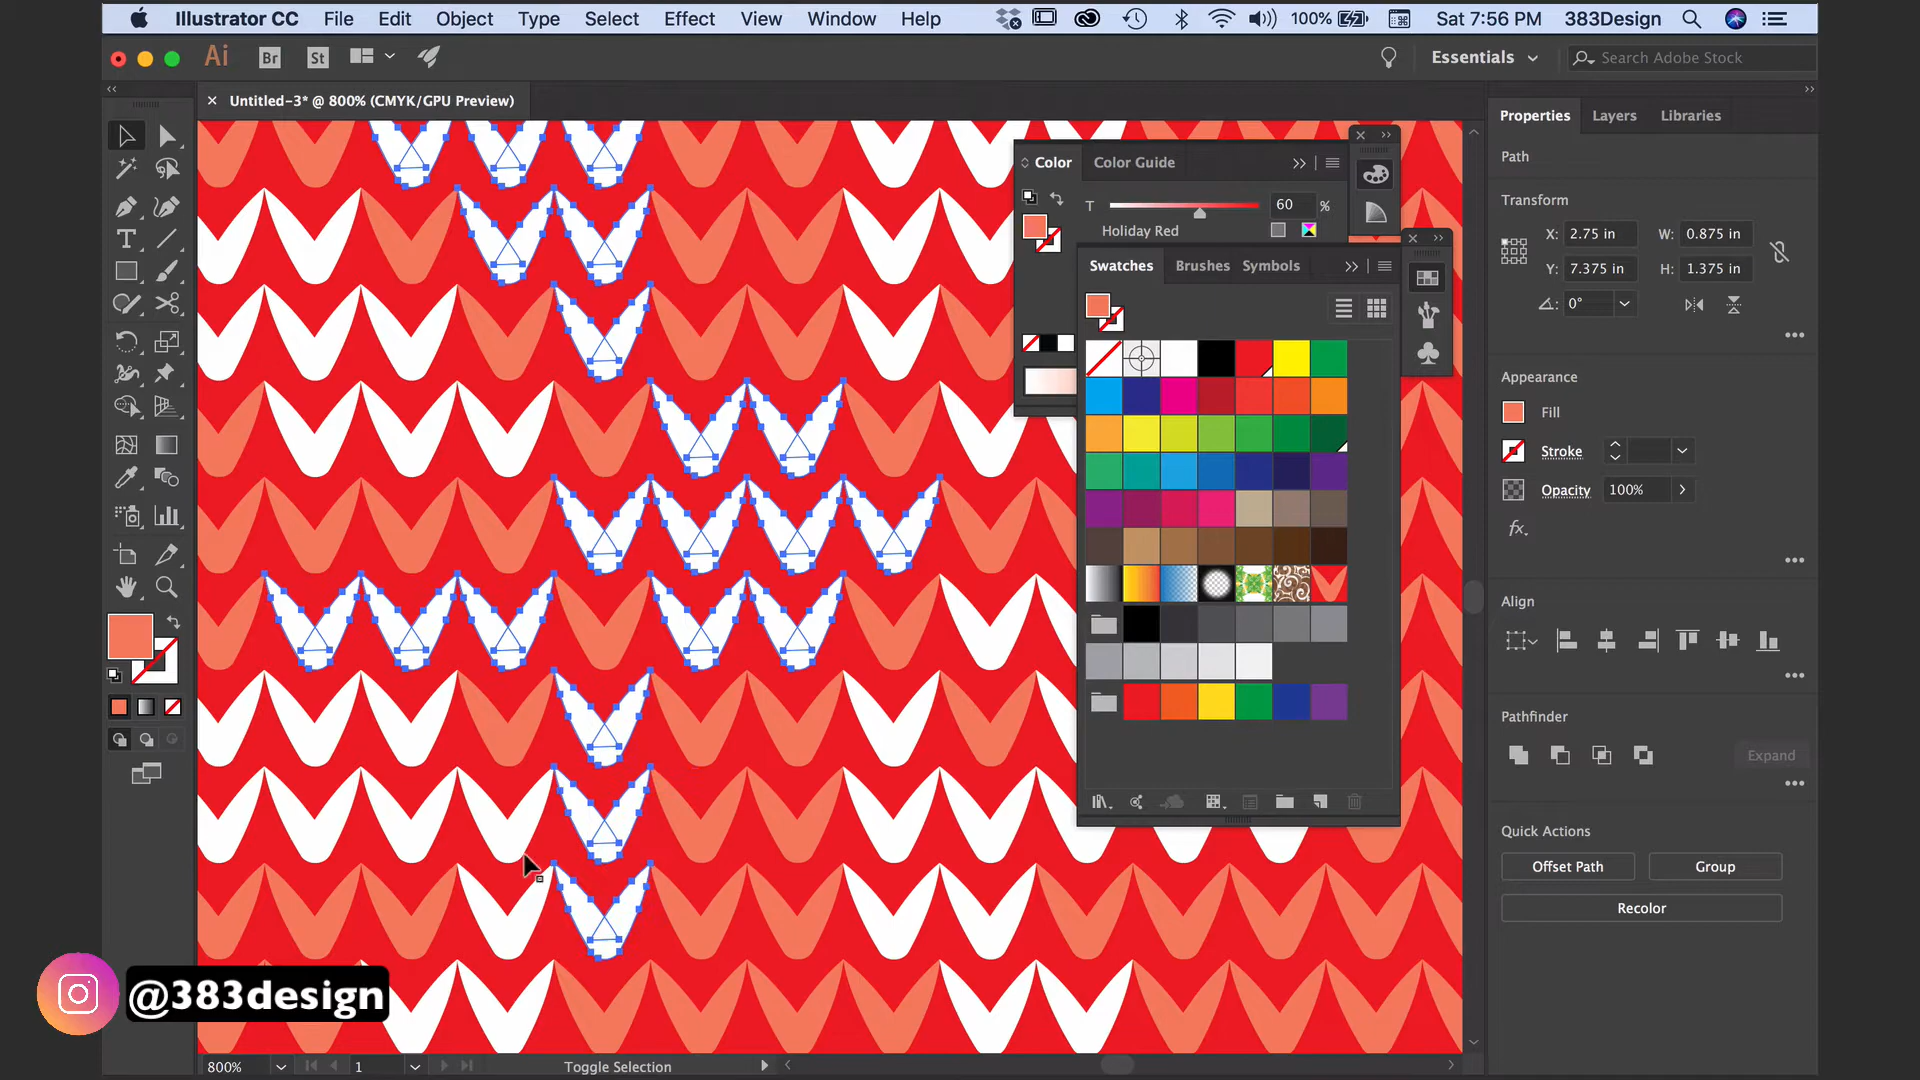 Illustrator CC File Edit Object Type Select Effect View Window Help 100% Sat 7:56 PM 383Design
Ai Br St Essentials Search Adobe Stock
× Untitled-3* @ 800% (CMYK/GPU Preview)
Properties Layers Libraries
Path
Transform
X: 2.75 in W: 0.875 in
Y: 7.375 in H: 1.375 in
0°
Appearance
Fill
Stroke
Opacity 100%
fx
Align
Pathfinder
Expand
Quick Actions
Offset Path Group
Recolor
Color Color Guide
T 60 %
Holiday Red
Swatches Brushes Symbols
800% 1 Toggle Selection
@383design